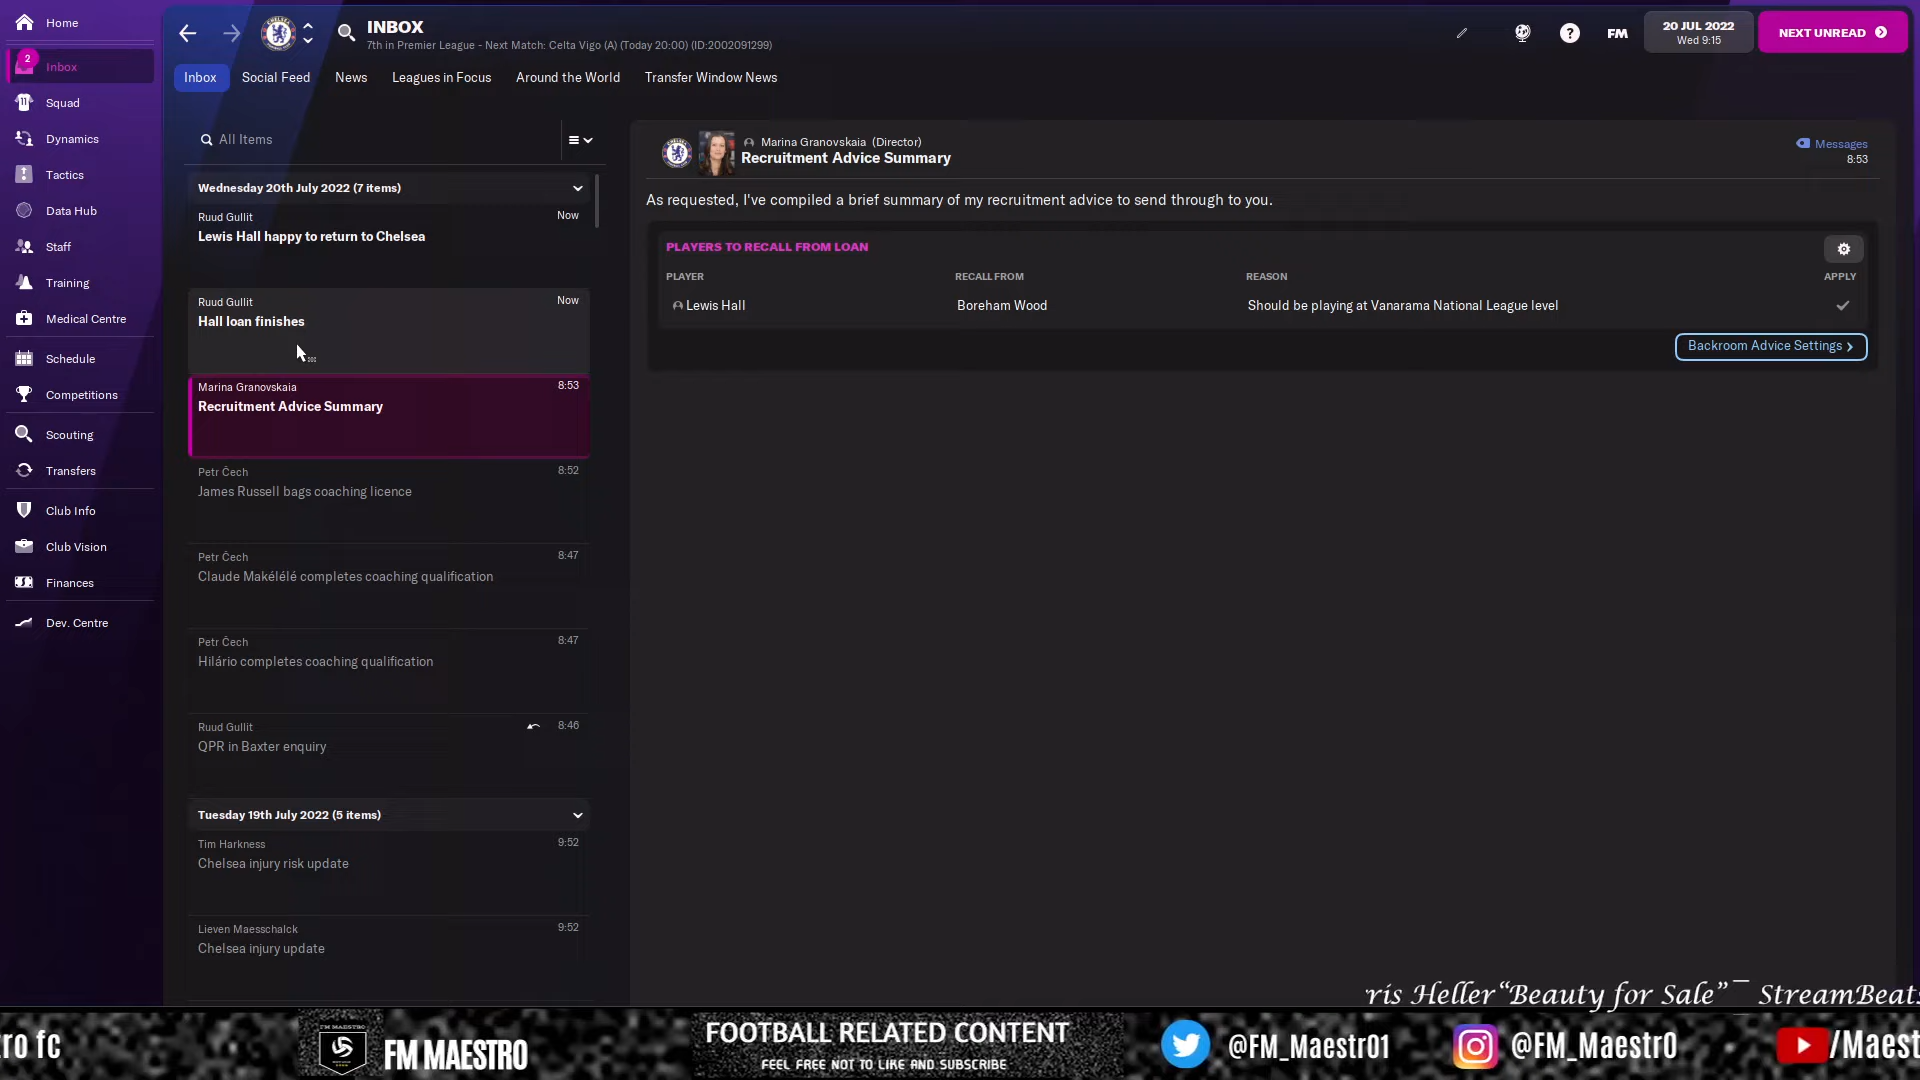 Home
2
Inbox
Squad
Dynamics
Tactics
Data Hub
Staff
Training
Medical Centre
Schedule
Competitions
Scouting
Transfers
Club Info
Club Vision
Finances
Dev. Centre
INBOX
7th in Premier League - Next Match: Celta Vigo (A) (Today 20:00) (ID:2002091299)
FM
20 JUL 2022
Wed 9:15
NEXT UNREAD
Inbox Social Feed News Leagues in Focus Around the World Transfer Window News
All Items
Wednesday 20th July 2022 (7 items)
Ruud Gullit Now
Lewis Hall happy to return to Chelsea
Ruud Gullit Now
Hall loan finishes
Marina Granovskaia 8:53
Recruitment Advice Summary
Petr Čech 8:52
James Russell bags coaching licence
Petr Čech 8:47
Claude Makélélé completes coaching qualification
Petr Čech 8:47
Hilário completes coaching qualification
Ruud Gullit 8:46
QPR in Baxter enquiry
Tuesday 19th July 2022 (5 items)
Tim Harkness 9:52
Chelsea injury risk update
Lieven Maesschalck 9:52
Chelsea injury update
Marina Granovskaia (Director)
Recruitment Advice Summary
Messages
8:53
As requested, I've compiled a brief summary of my recruitment advice to send through to you.
PLAYERS TO RECALL FROM LOAN
PLAYER RECALL FROM REASON APPLY
Lewis Hall Boreham Wood Should be playing at Vanarama National League level
Backroom Advice Settings
ris Heller "Beauty for Sale" — StreamBeats
ro fc
FM MAESTRO
FM MAESTRO
FOOTBALL RELATED CONTENT
FEEL FREE NOT TO LIKE AND SUBSCRIBE
@FM_Maestr01
@FM_Maestr0
/Maest